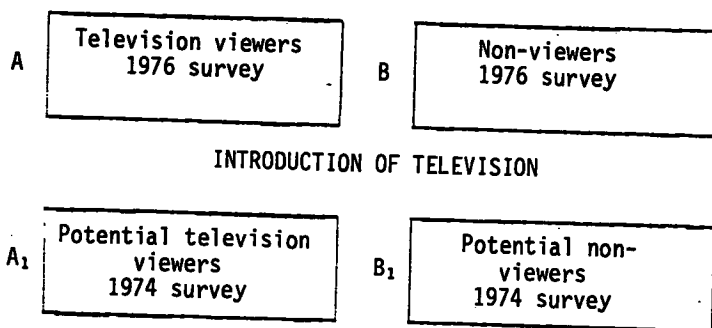 A
Television viewers
1976 survey
B
Non-viewers
1976 survey
INTRODUCTION OF TELEVISION
A₁
Potential television
viewers
1974 survey
B₁
Potential non-
viewers
1974 survey